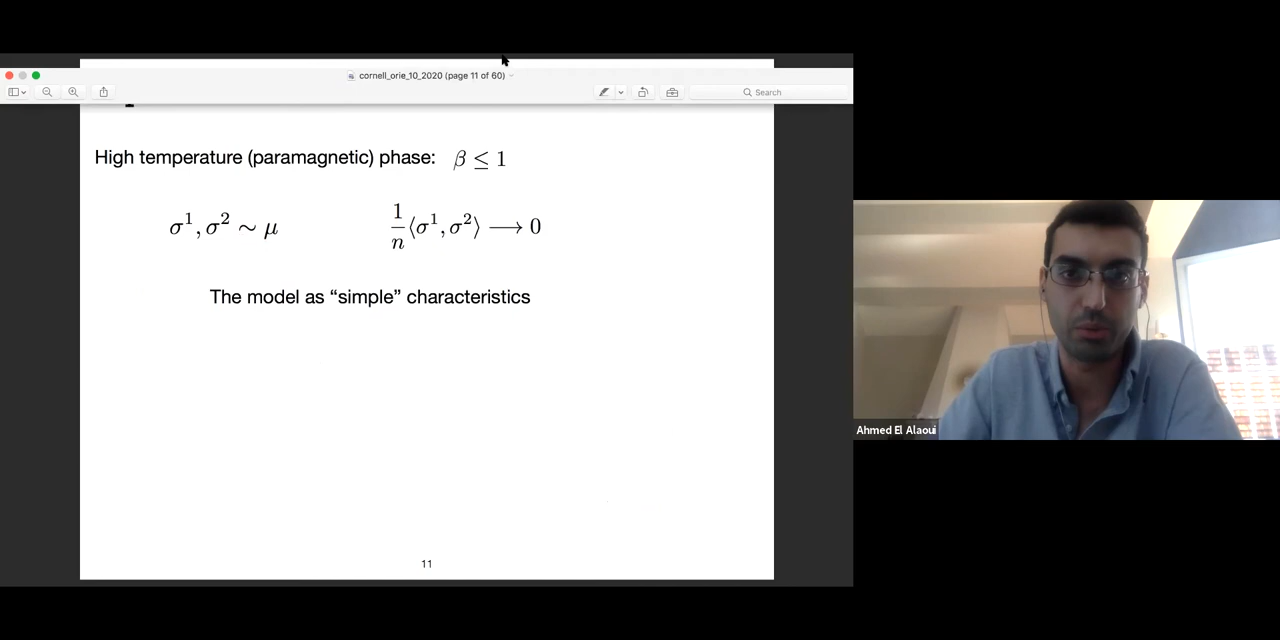 cornell_orie_10_2020 (page 11 of 60)
Search
High temperature (paramagnetic) phase: β ≤ 1
σ¹, σ² ∼ μ
1/n ⟨σ¹, σ²⟩ ⟶ 0
The model as “simple” characteristics
11
Ahmed El Alaoui